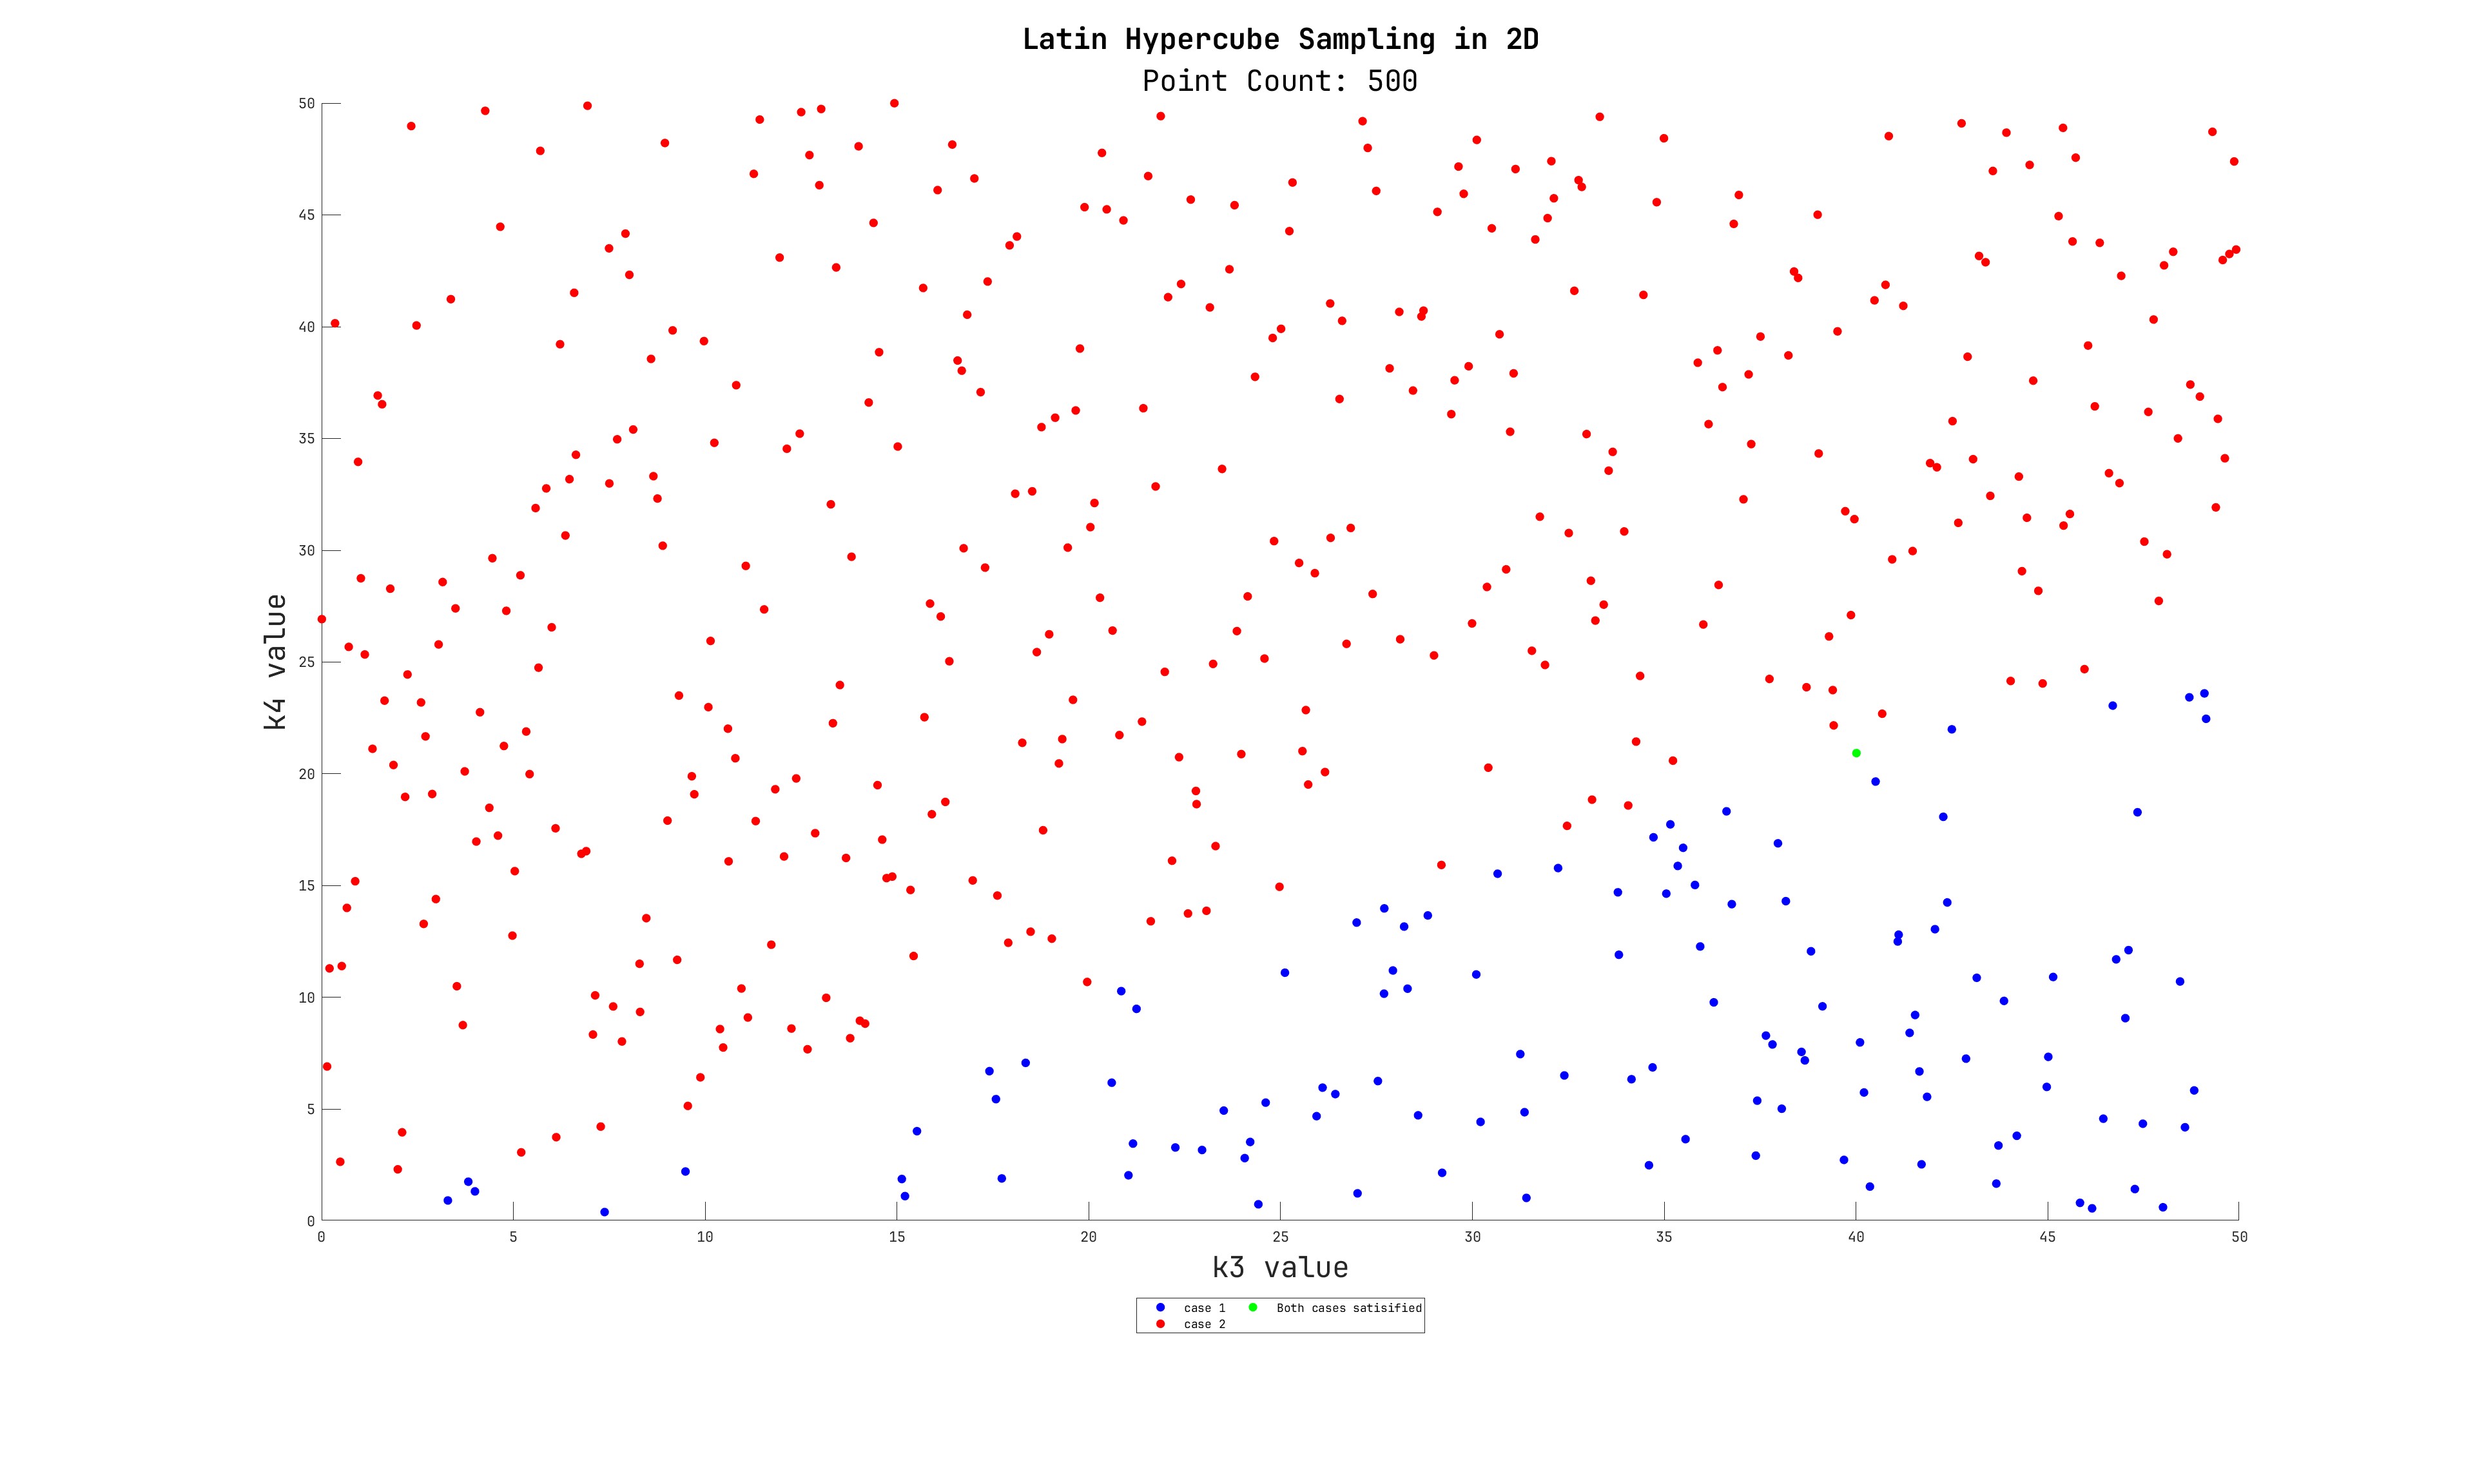 Latin Hypercube Sampling in 2D
Point Count: 500
50
45
40
35
30
25
20
15
10
5
0
k4 value
0 5 10 15 20 25 30 35 40 45 50
k3 value
case 1 Both cases satisified
case 2